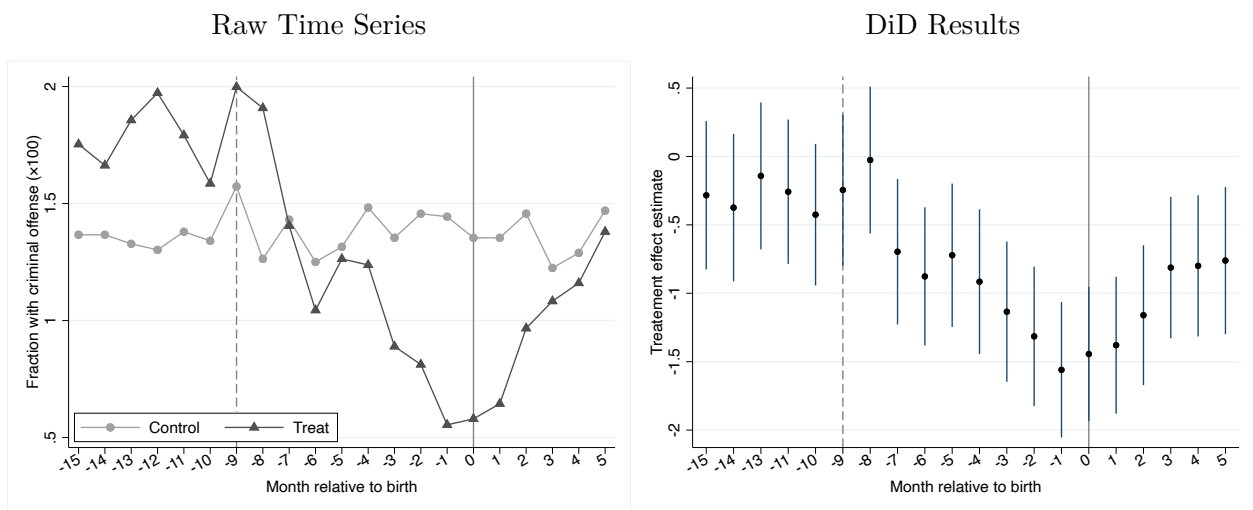 Raw Time Series
DiD Results
Fraction with criminal offense (×100)
2
1.5
1
.5
Control
Treat
-15 -14 -13 -12 -11 -10 -9 -8 -7 -6 -5 -4 -3 -2 -1 0 1 2 3 4 5
Month relative to birth
Treatement effect estimate
.5
0
-.5
-1
-1.5
-2
-15 -14 -13 -12 -11 -10 -9 -8 -7 -6 -5 -4 -3 -2 -1 0 1 2 3 4 5
Month relative to birth